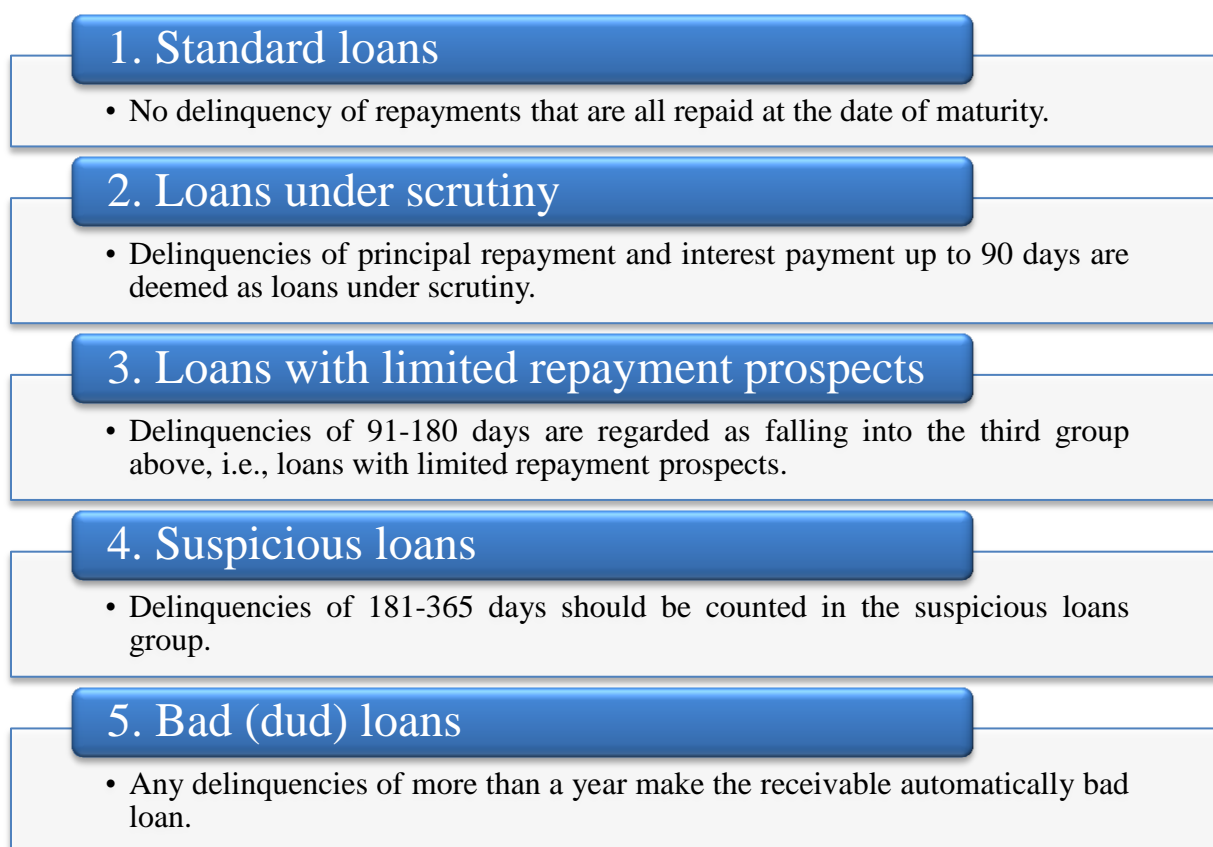 1. Standard loans
• No delinquency of repayments that are all repaid at the date of maturity.
2. Loans under scrutiny
• Delinquencies of principal repayment and interest payment up to 90 days are
deemed as loans under scrutiny.
3. Loans with limited repayment prospects
• Delinquencies of 91-180 days are regarded as falling into the third group
above, i.e., loans with limited repayment prospects.
4. Suspicious loans
• Delinquencies of 181-365 days should be counted in the suspicious loans
group.
5. Bad (dud) loans
• Any delinquencies of more than a year make the receivable automatically bad
loan.